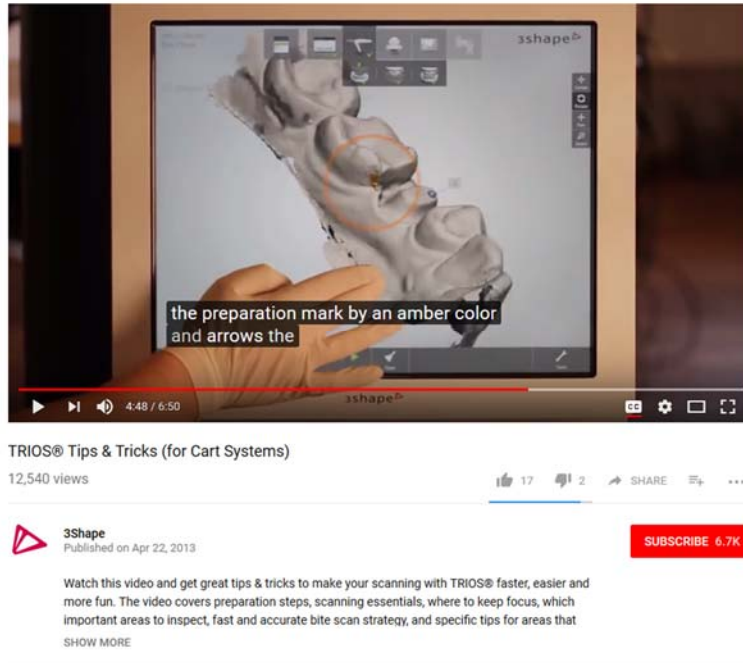 3shape
the preparation mark by an amber color
and arrows the
3shape
4:48 / 6:50
CC
TRIOS® Tips & Tricks (for Cart Systems)
12,540 views
17
2
SHARE
3Shape
Published on Apr 22, 2013
SUBSCRIBE 6.7K
Watch this video and get great tips & tricks to make your scanning with TRIOS® faster, easier and
more fun. The video covers preparation steps, scanning essentials, where to keep focus, which
important areas to inspect, fast and accurate bite scan strategy, and specific tips for areas that
SHOW MORE